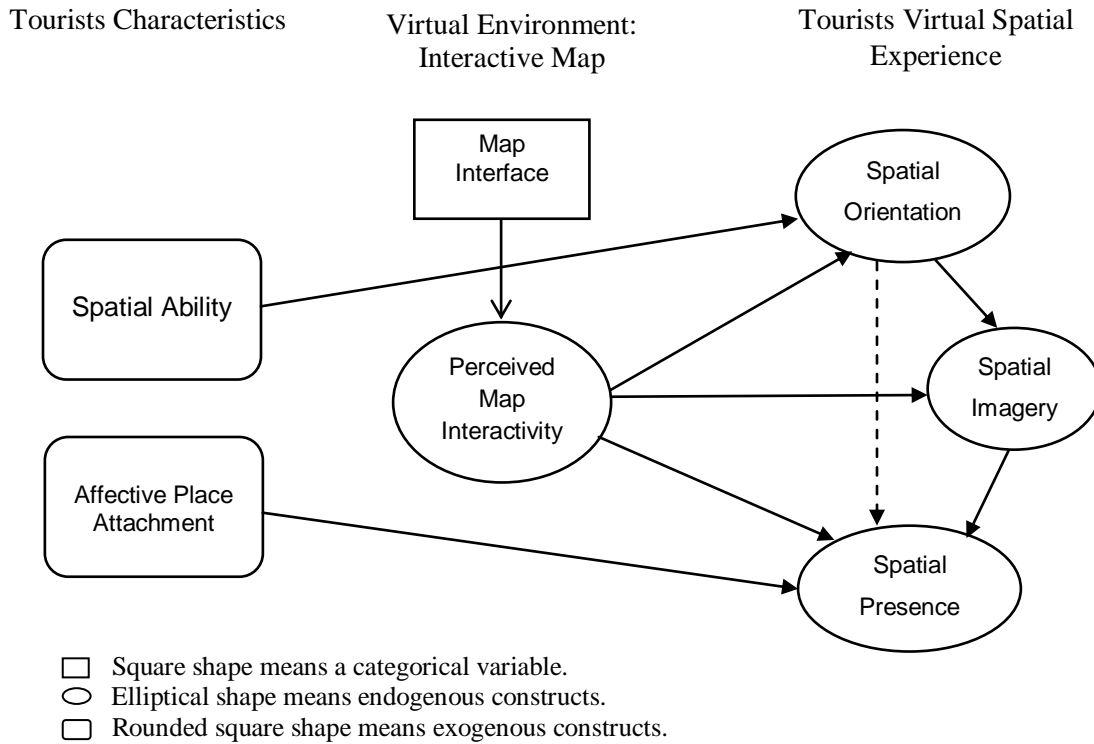 Tourists Characteristics
Virtual Environment:
Interactive Map
Tourists Virtual Spatial
Experience
Map
Interface
Spatial
Orientation
Spatial Ability
Perceived
Map
Interactivity
Spatial
Imagery
Affective Place
Attachment
Spatial
Presence
Square shape means a categorical variable.
Elliptical shape means endogenous constructs.
Rounded square shape means exogenous constructs.